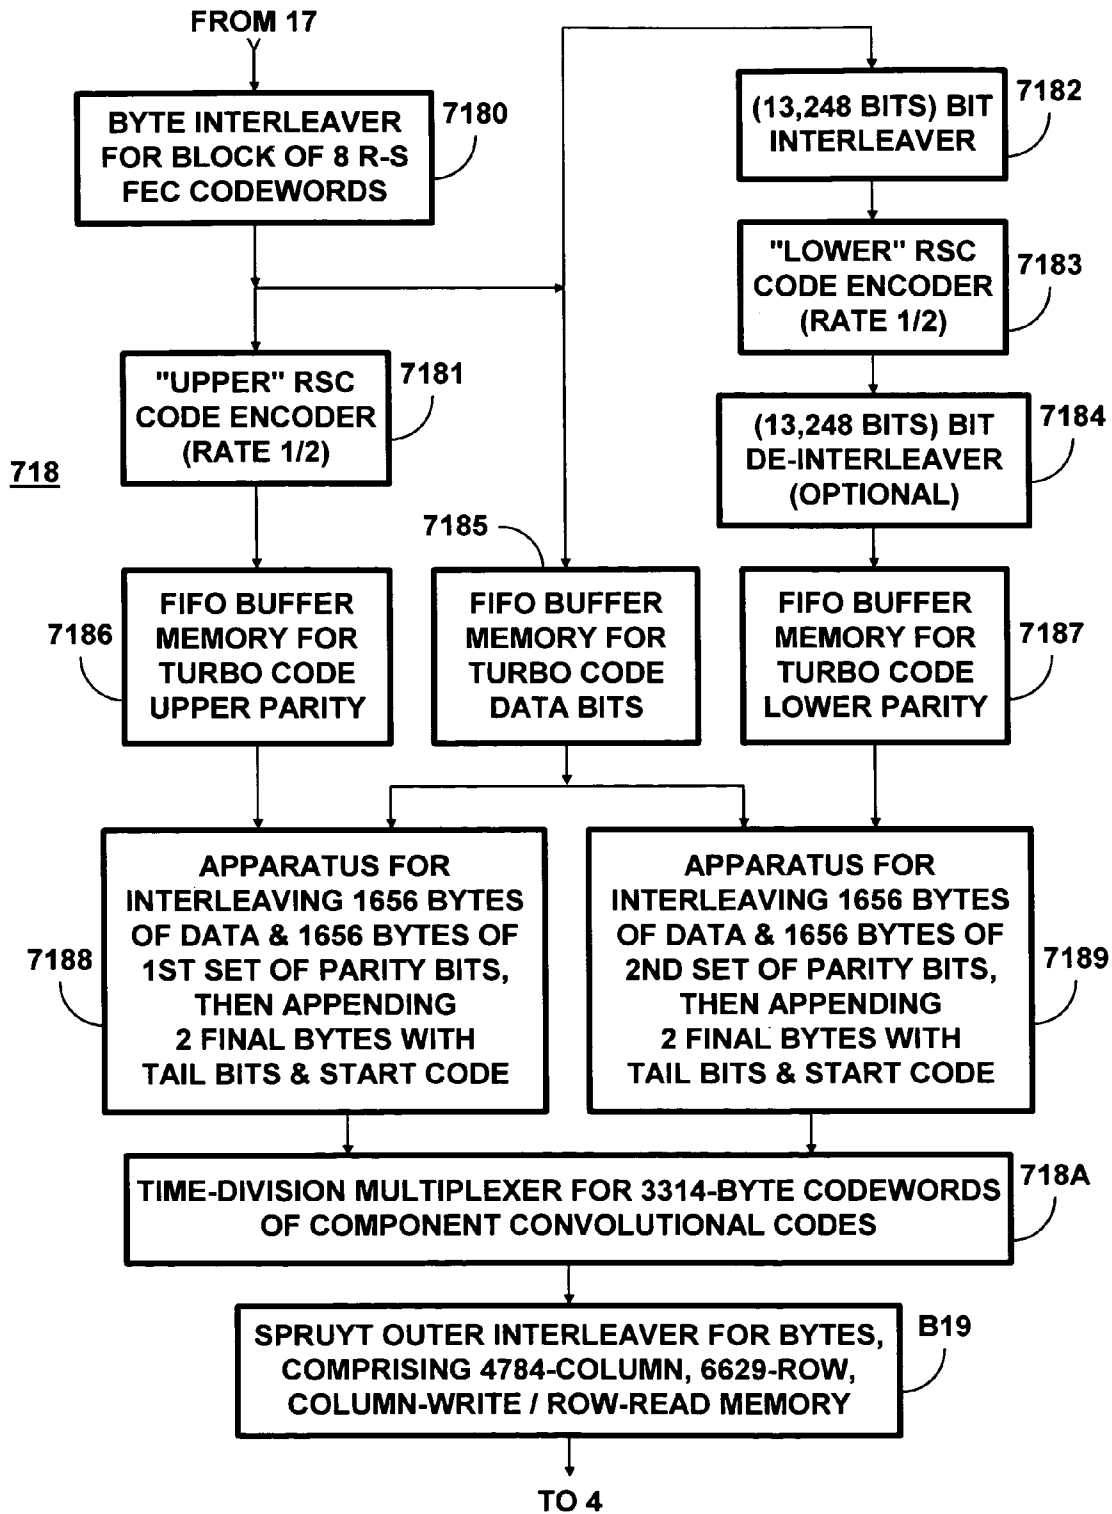 FROM 17
BYTE INTERLEAVER
FOR BLOCK OF 8 R-S
FEC CODEWORDS
7180
(13,248 BITS) BIT
INTERLEAVER
7182
"LOWER" RSC
CODE ENCODER
(RATE 1/2)
7183
"UPPER" RSC
CODE ENCODER
(RATE 1/2)
7181
(13,248 BITS) BIT
DE-INTERLEAVER
(OPTIONAL)
7184
718
7185
7186
FIFO BUFFER
MEMORY FOR
TURBO CODE
UPPER PARITY
FIFO BUFFER
MEMORY FOR
TURBO CODE
DATA BITS
FIFO BUFFER
MEMORY FOR
TURBO CODE
LOWER PARITY
7187
7188
APPARATUS FOR
INTERLEAVING 1656 BYTES
OF DATA & 1656 BYTES OF
1ST SET OF PARITY BITS,
THEN APPENDING
2 FINAL BYTES WITH
TAIL BITS & START CODE
APPARATUS FOR
INTERLEAVING 1656 BYTES
OF DATA & 1656 BYTES OF
2ND SET OF PARITY BITS,
THEN APPENDING
2 FINAL BYTES WITH
TAIL BITS & START CODE
7189
TIME-DIVISION MULTIPLEXER FOR 3314-BYTE CODEWORDS
OF COMPONENT CONVOLUTIONAL CODES
718A
SPRUYT OUTER INTERLEAVER FOR BYTES,
COMPRISING 4784-COLUMN, 6629-ROW,
COLUMN-WRITE / ROW-READ MEMORY
B19
TO 4